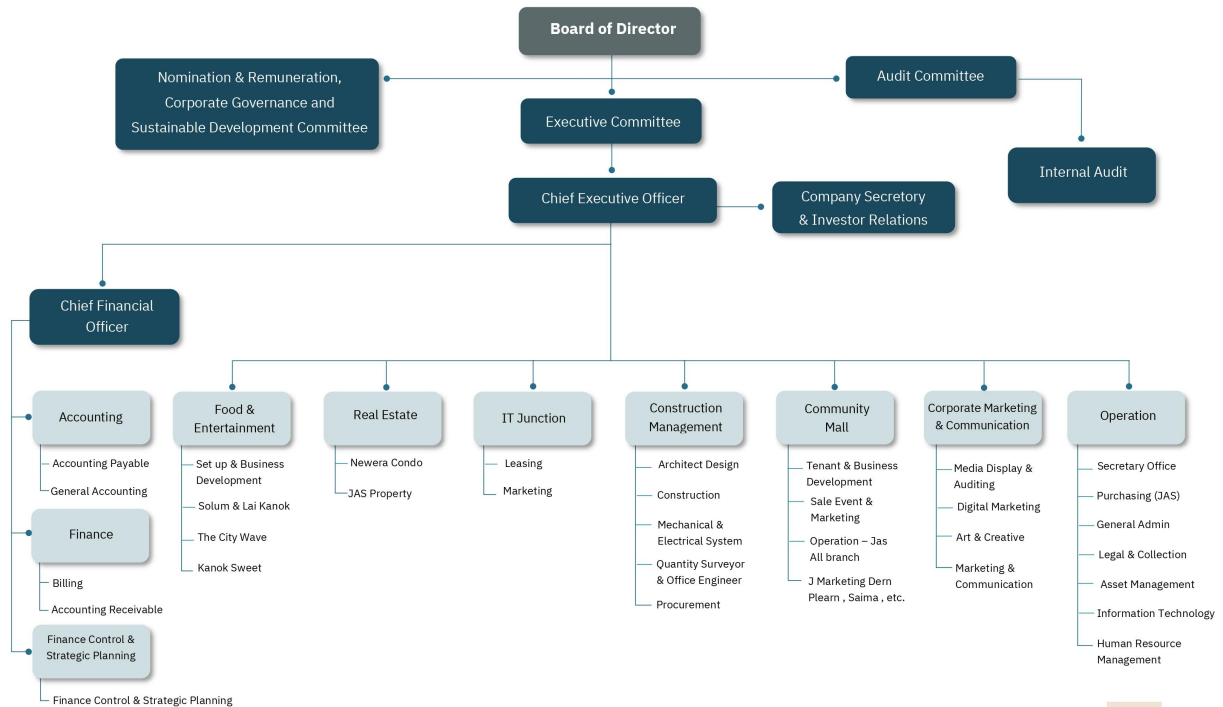 Board of Director
Nomination & Remuneration,
Corporate Governance and
Sustainable Development Committee
Audit Committee
Executive Committee
Internal Audit
Chief Executive Officer
Company Secretary
& Investor Relations
Chief Financial
Officer
Accounting
Accounting Payable
General Accounting
Finance
Billing
Accounting Receivable
Finance Control &
Strategic Planning
Finance Control & Strategic Planning
Food &
Entertainment
Set up & Business
Development
Solum & Lai Kanok
The City Wave
Kanok Sweet
Real Estate
Newera Condo
JAS Property
IT Junction
Leasing
Marketing
Construction
Management
Architect Design
Construction
Mechanical &
Electrical System
Quantity Surveyor
& Office Engineer
Procurement
Community
Mall
Tenant & Business
Development
Sale Event &
Marketing
Operation – Jas
All branch
J Marketing Dern
Plearn , Saima , etc.
Corporate Marketing
& Communication
Media Display &
Auditing
Digital Marketing
Art & Creative
Marketing &
Communication
Operation
Secretary Office
Purchasing (JAS)
General Admin
Legal & Collection
Asset Management
Information Technology
Human Resource
Management